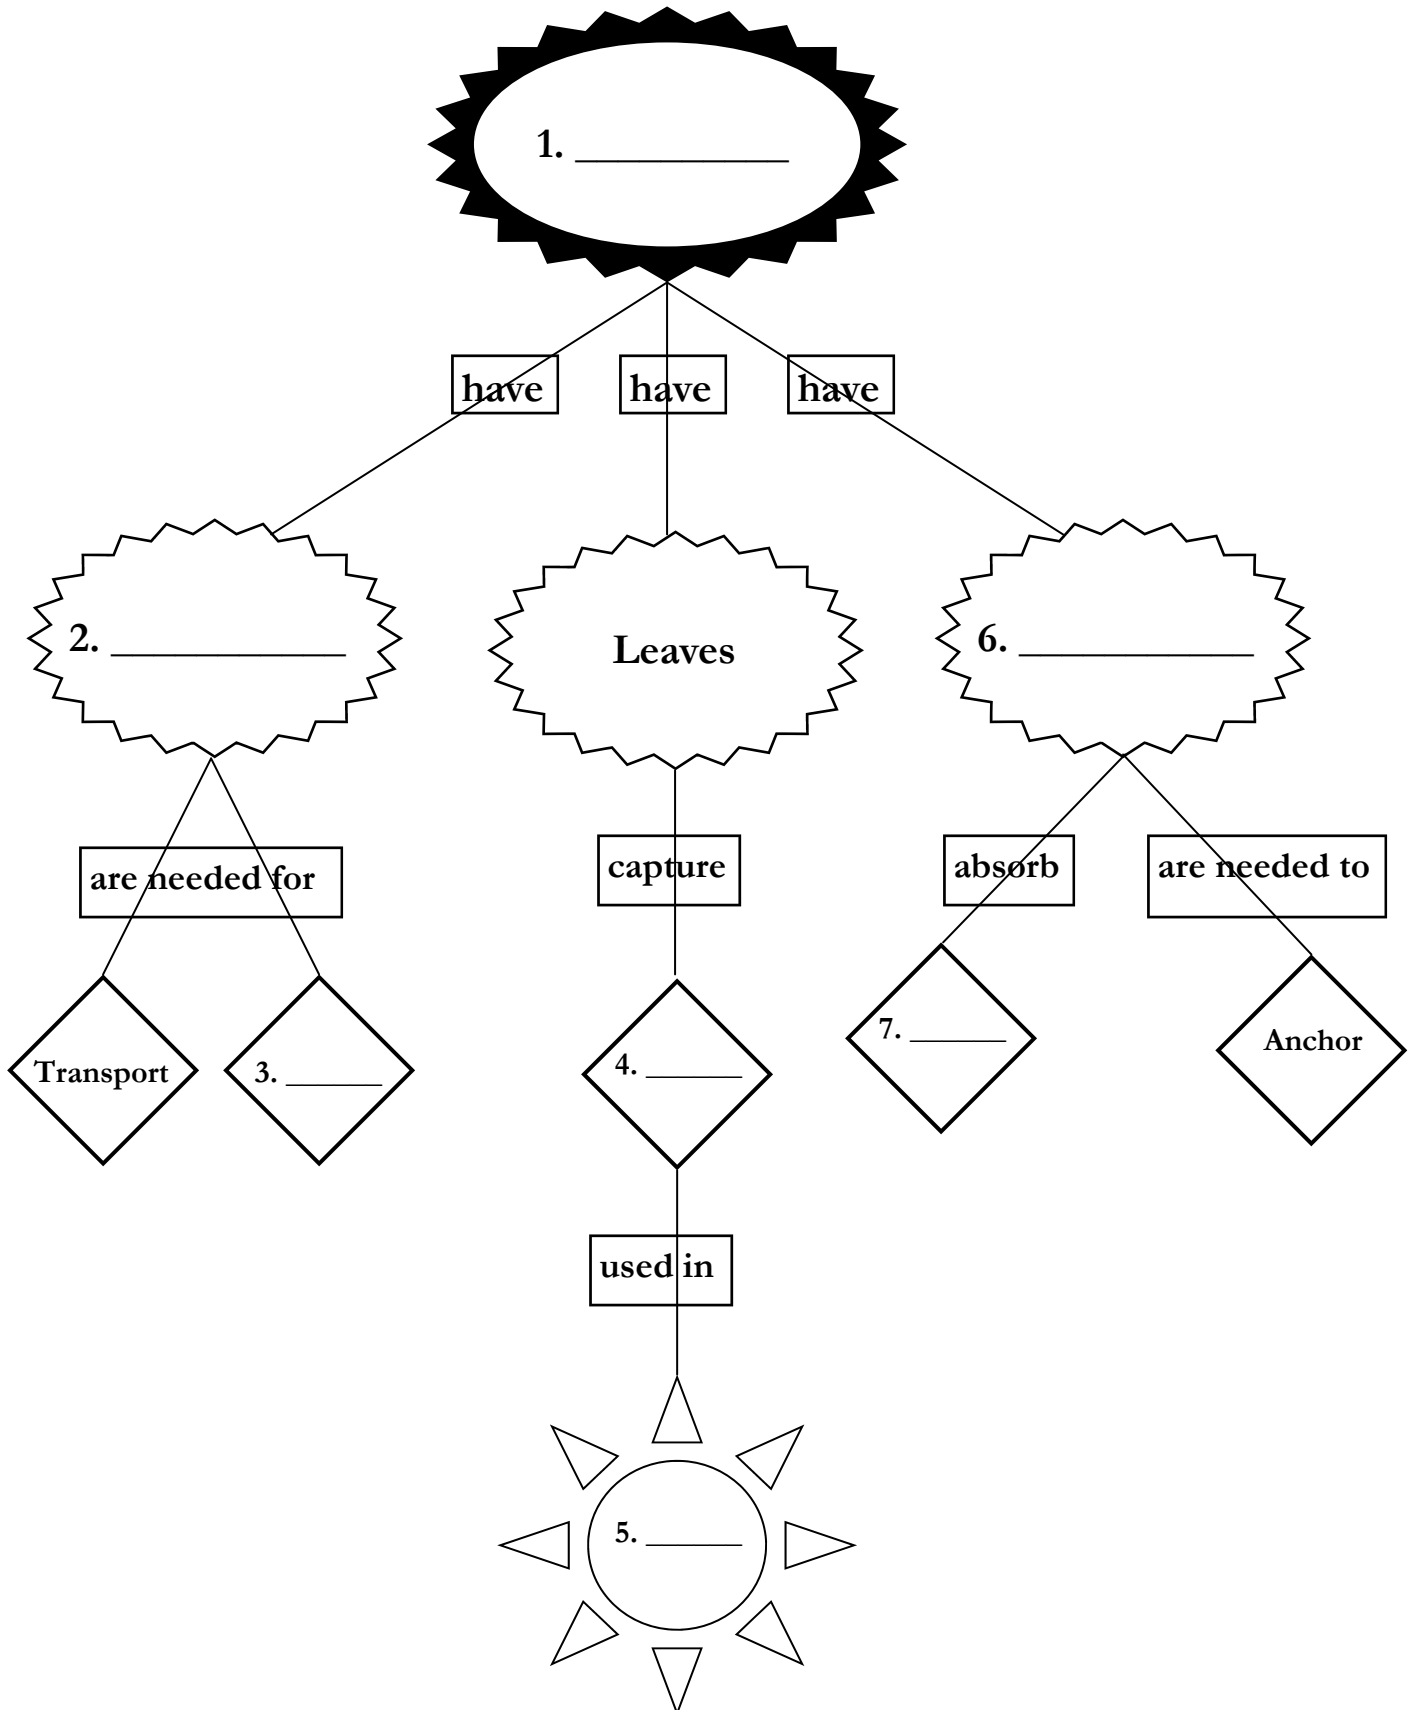 1. ___________
have have have
2. ____________
Leaves
6. ____________
are needed for
capture
absorb
are needed to
Transport
3. ______
4. ______
7. ______
Anchor
used in
5. ______